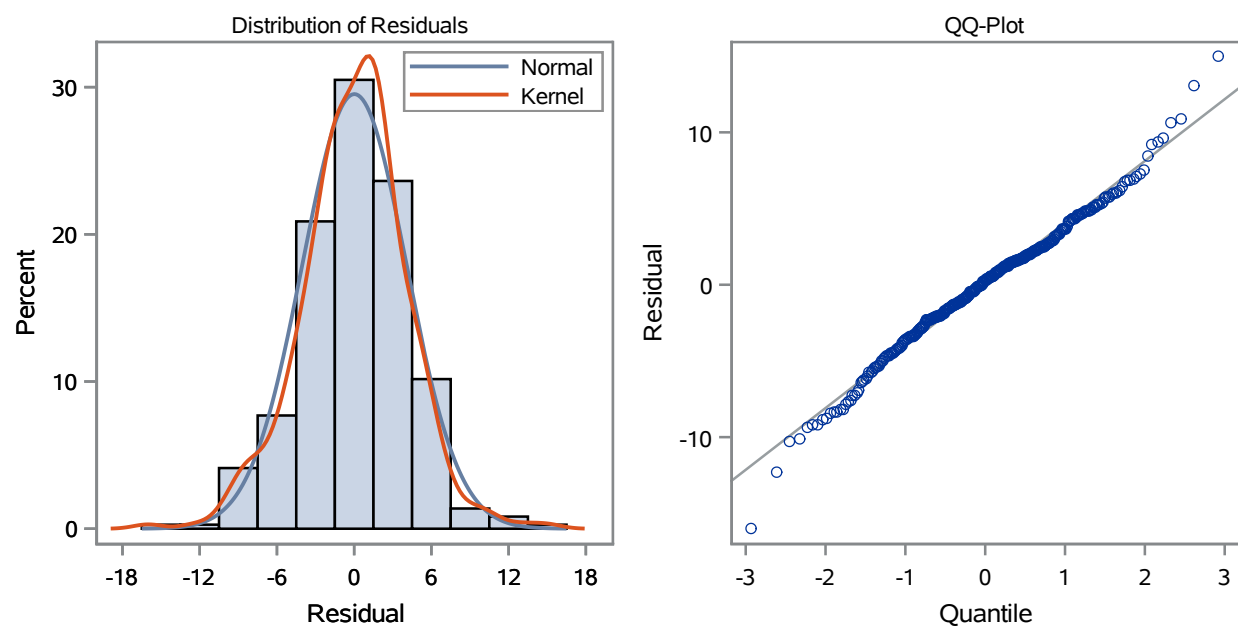 Distribution of Residuals
Normal
Kernel
30
20
10
0
Percent
-18 -12 -6 0 6 12 18
Residual
QQ-Plot
10
0
-10
Residual
-3 -2 -1 0 1 2 3
Quantile